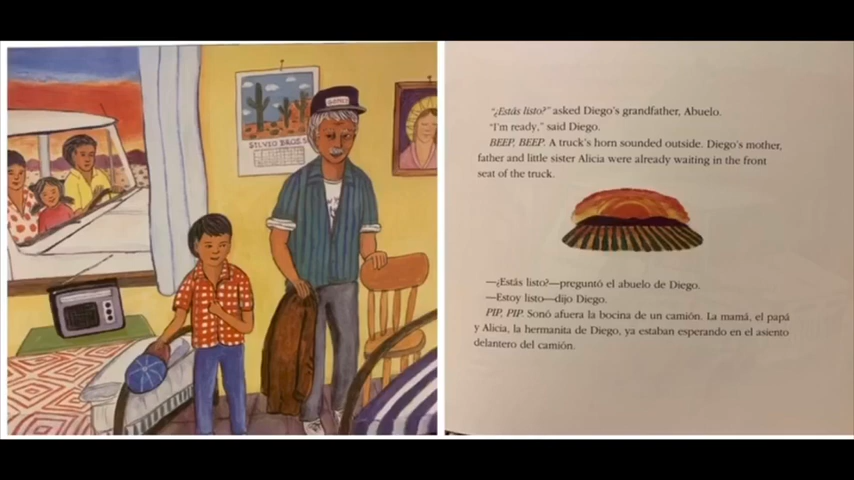 SILVIO BROS.
"¿Estás listo?" asked Diego's grandfather, Abuelo.
"I'm ready," said Diego.
BEEP, BEEP. A truck's horn sounded outside. Diego's mother,
father and little sister Alicia were already waiting in the front
seat of the truck.
—¿Estás listo?—preguntó el abuelo de Diego.
—Estoy listo—dijo Diego.
PIP, PIP. Sonó afuera la bocina de un camión. La mamá, el papá
y Alicia, la hermanita de Diego, ya estaban esperando en el asiento
delantero del camión.